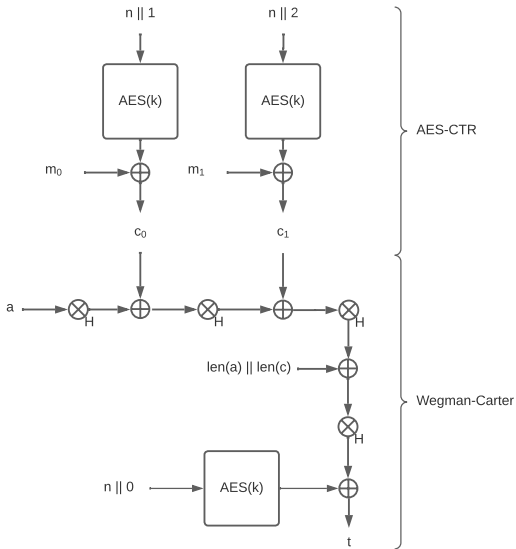 n || 1
n || 2
AES(k)
AES(k)
AES-CTR
m₀
m₁
c₀
c₁
a
H
H
H
len(a) || len(c)
Wegman-Carter
H
n || 0
AES(k)
t